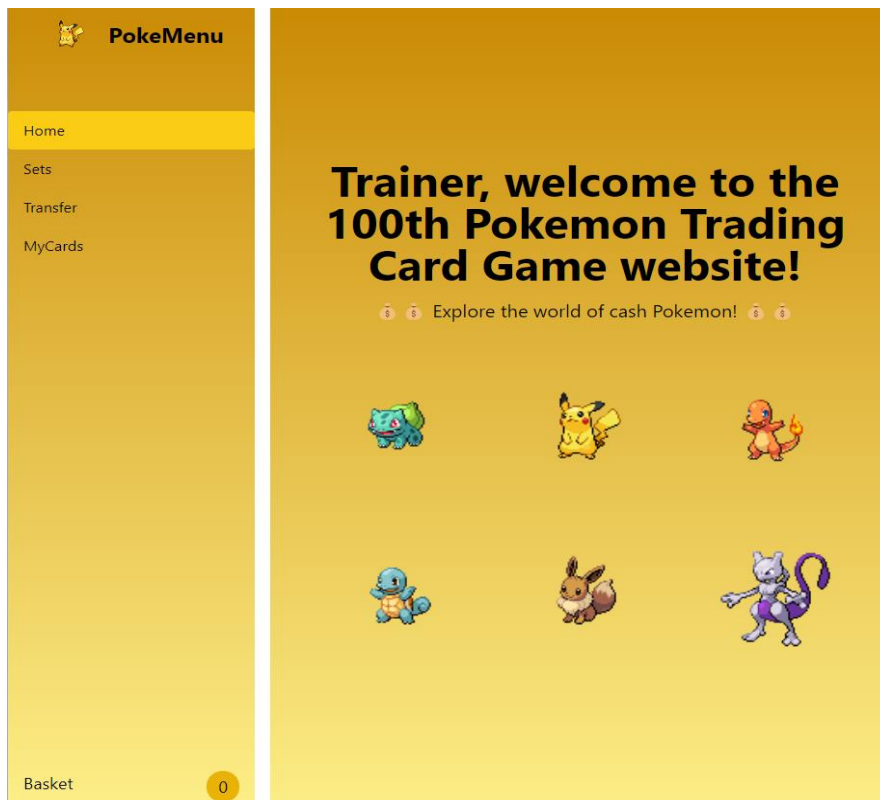 PokeMenu
Home
Sets
Transfer
MyCards
Basket
0
Trainer, welcome to the
100th Pokemon Trading
Card Game website!
💰 💰 Explore the world of cash Pokemon! 💰 💰